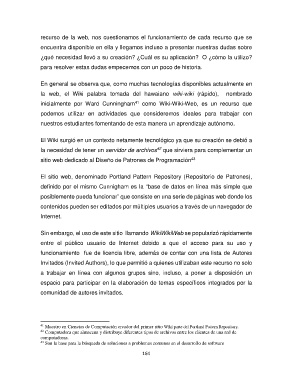 recurso de la web, nos cuestionamos el funcionamiento de cada recurso que se
encuentra disponible en ella y llegamos incluso a presentar nuestras dudas sobre
¿qué necesidad llevó a su creación? ¿Cuál es su aplicación? O ¿cómo la utilizo?
para resolver estas dudas empecemos con un poco de historia.
En general se observa que, como muchas tecnologías disponibles actualmente en
la web, el Wiki palabra tomada del hawaiano wiki-wiki (rápido), nombrado
inicialmente por Ward Cunningham⁴¹ como Wiki-Wiki-Web, es un recurso que
podemos utilizar en actividades que consideremos ideales para trabajar con
nuestros estudiantes fomentando de esta manera un aprendizaje autónomo.
El Wiki surgió en un contexto netamente tecnológico ya que su creación se debió a
la necesidad de tener un servidor de archivos⁴² que sirviera para complementar un
sitio web dedicado al Diseño de Patrones de Programación⁴³
El sitio web, denominado Portland Pattern Repository (Repositorio de Patrones),
definido por el mismo Cunnigham es la "base de datos en línea más simple que
posiblemente pueda funcionar" que consiste en una serie de páginas web donde los
contenidos pueden ser editados por múltiples usuarios a través de un navegador de
Internet.
Sin embargo, el uso de este sitio llamando WikiWikiWeb se popularizó rápidamente
entre el público usuario de Internet debido a que el acceso para su uso y
funcionamiento fue de licencia libre, además de contar con una lista de Autores
Invitados (Invited Authors), lo que permitió a quienes utilizaban este recurso no solo
a trabajar en línea con algunos grupos sino, incluso, a poner a disposición un
espacio para participar en la elaboración de temas específicos integrados por la
comunidad de autores invitados.
⁴¹ Maestro en Ciencias de Computación creador del primer sitio Wiki parte del Portland Pattern Repository.
⁴² Computadora que almacena y distribuye diferentes tipos de archivos entre los clientes de una red de
computadoras.
⁴³ Son la base para la búsqueda de soluciones a problemas comunes en el desarrollo de software
164